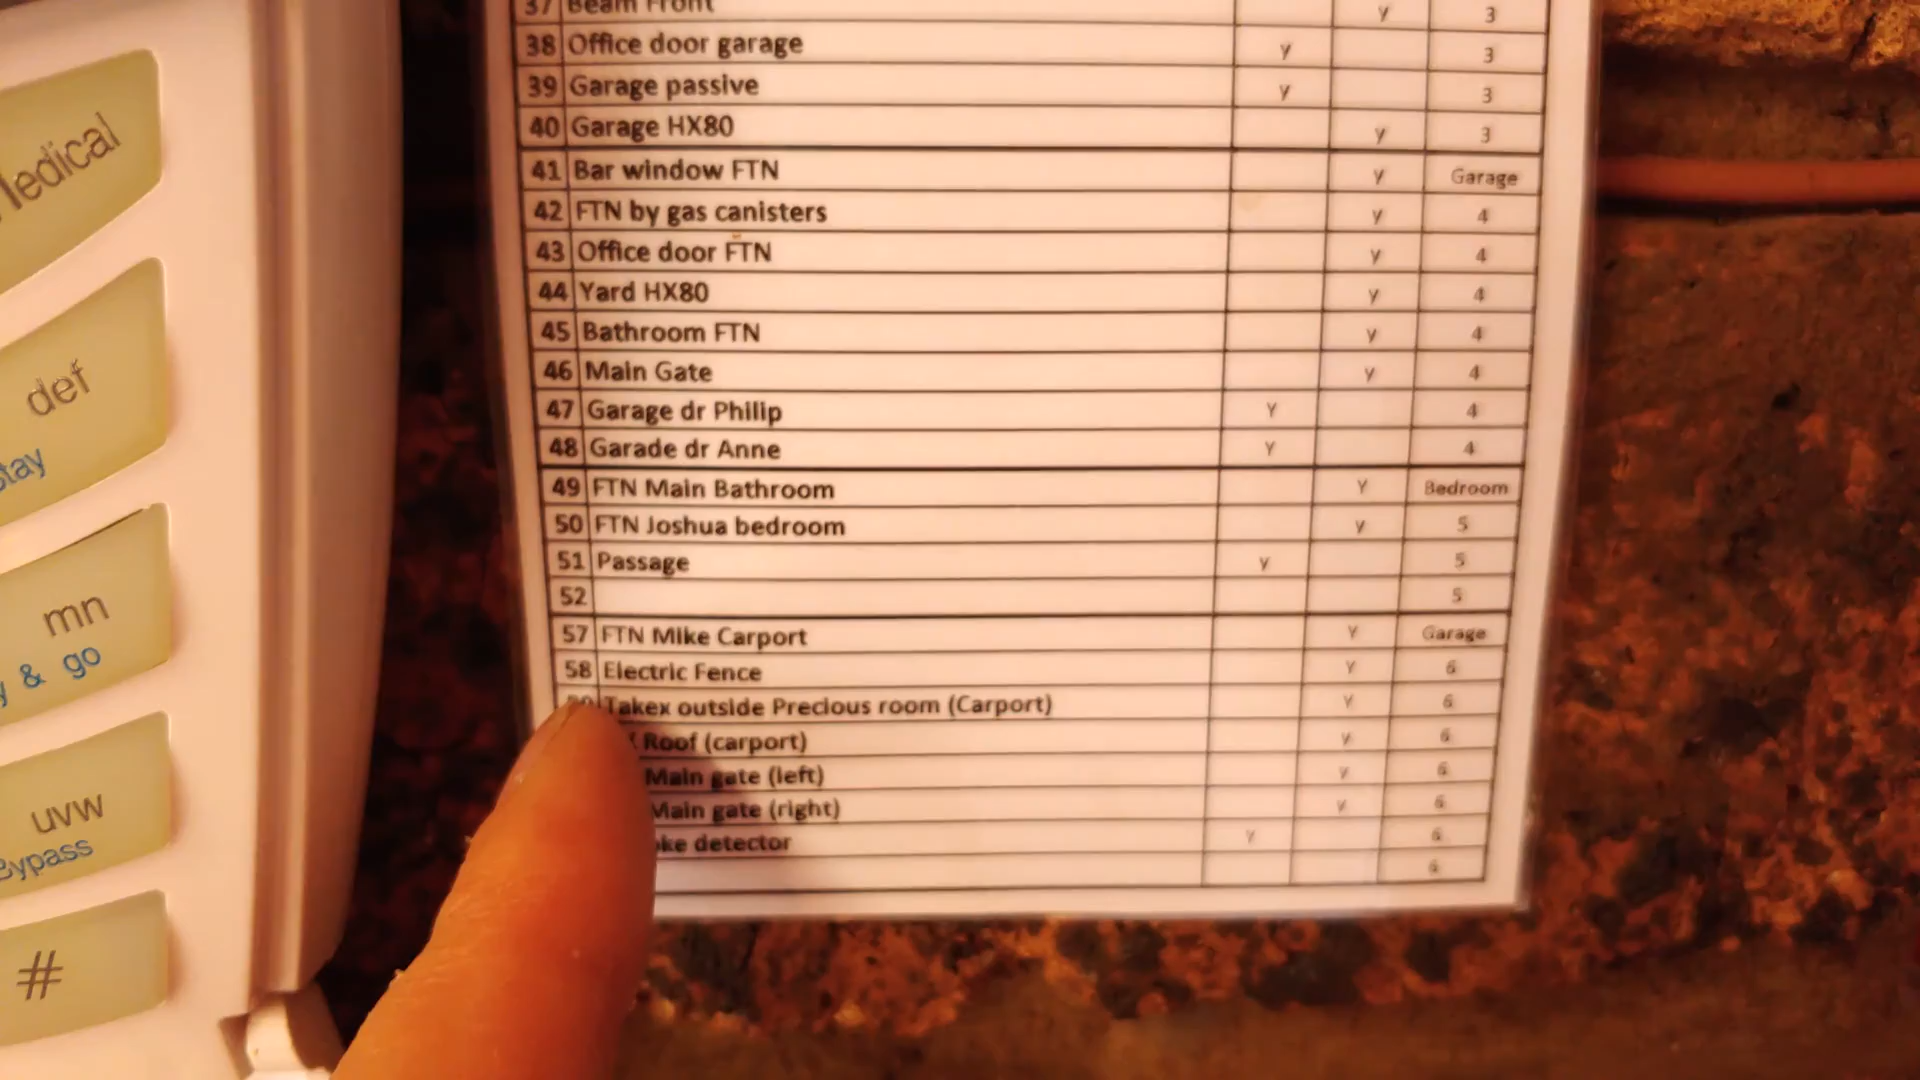 37 Beam Front y 3
38 Office door garage y 3
39 Garage passive y 3
40 Garage HX80 y 3
41 Bar window FTN y Garage
42 FTN by gas canisters y 4
43 Office door FTN y 4
44 Yard HX80 y 4
45 Bathroom FTN y 4
46 Main Gate y 4
47 Garage dr Philip Y 4
48 Garade dr Anne Y 4
49 FTN Main Bathroom Y Bedroom
50 FTN Joshua bedroom y 5
51 Passage y 5
52 5
57 FTN Mike Carport Y Garage
58 Electric Fence Y 6
Takex outside Precious room (Carport) Y 6
Roof (carport) y 6
Main gate (left) y 6
Main gate (right) y 6
detector y 6
6
def
mn
uvw
Bypass
#
& go